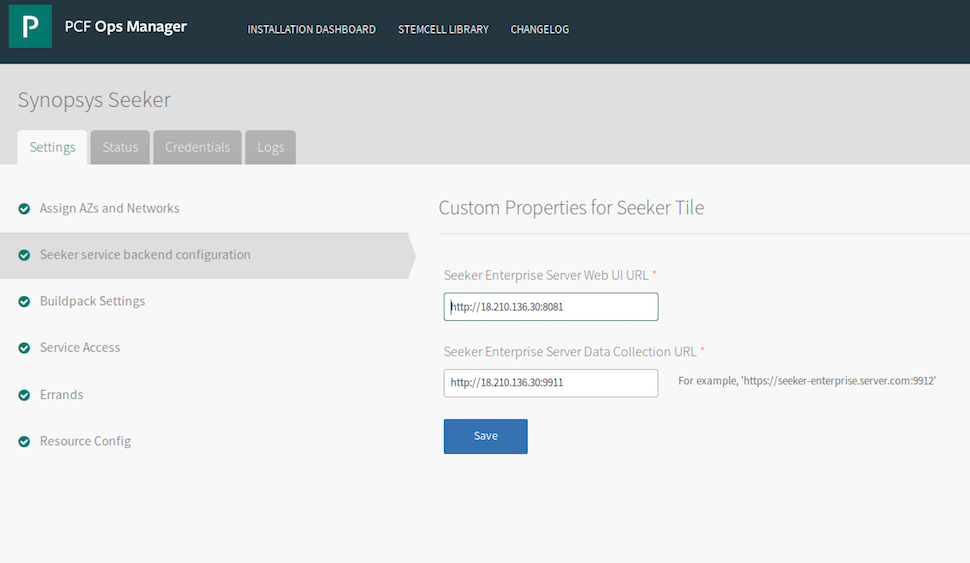 P PCF Ops Manager INSTALLATION DASHBOARD STEMCELL LIBRARY CHANGELOG
Synopsys Seeker
Settings Status Credentials Logs
Assign AZs and Networks
Seeker service backend configuration
Buildpack Settings
Service Access
Errands
Resource Config
Custom Properties for Seeker Tile
Seeker Enterprise Server Web UI URL *
http://18.210.136.30:8081
Seeker Enterprise Server Data Collection URL *
http://18.210.136.30:9911 For example, 'https://seeker-enterprise.server.com:9912'
Save